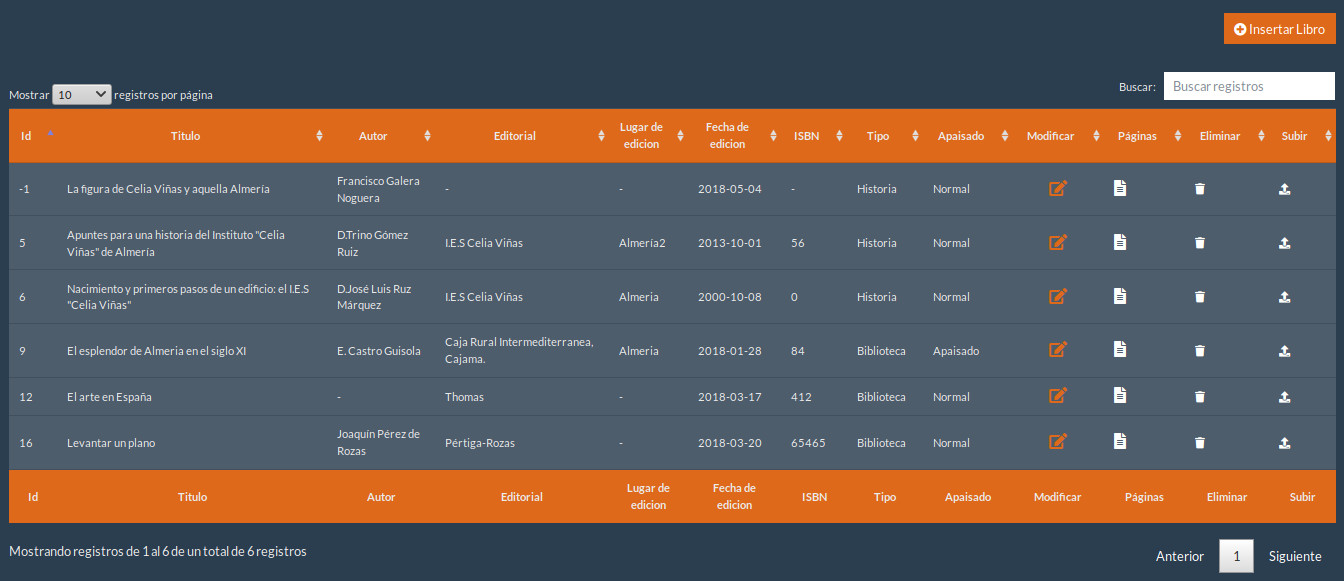 Insertar Libro
Mostrar 10 registros por página
Buscar: Buscar registros
Id Título Autor Editorial Lugar de edicion Fecha de edicion ISBN Tipo Apaisado Modificar Páginas Eliminar Subir
-1 La figura de Celia Viñas y aquella Almería Francisco Galera Noguera - - 2018-05-04 - Historia Normal
5 Apuntes para una historia del Instituto "Celia Viñas" de Almería D.Trino Gómez Ruiz I.E.S Celia Viñas Almería2 2013-10-01 56 Historia Normal
6 Nacimiento y primeros pasos de un edificio: el I.E.S "Celia Viñas" D.José Luis Ruz Márquez I.E.S Celia Viñas Almeria 2000-10-08 0 Historia Normal
9 El esplendor de Almeria en el siglo XI E. Castro Guisola Caja Rural Intermediterranea, Cajama. Almeria 2018-01-28 84 Biblioteca Apaisado
12 El arte en España - Thomas - 2018-03-17 412 Biblioteca Normal
16 Levantar un plano Joaquín Pérez de Rozas Pértiga-Rozas - 2018-03-20 65465 Biblioteca Normal
Id Titulo Autor Editorial Lugar de edicion Fecha de edicion ISBN Tipo Apaisado Modificar Páginas Eliminar Subir
Mostrando registros de 1 al 6 de un total de 6 registros
Anterior 1 Siguiente